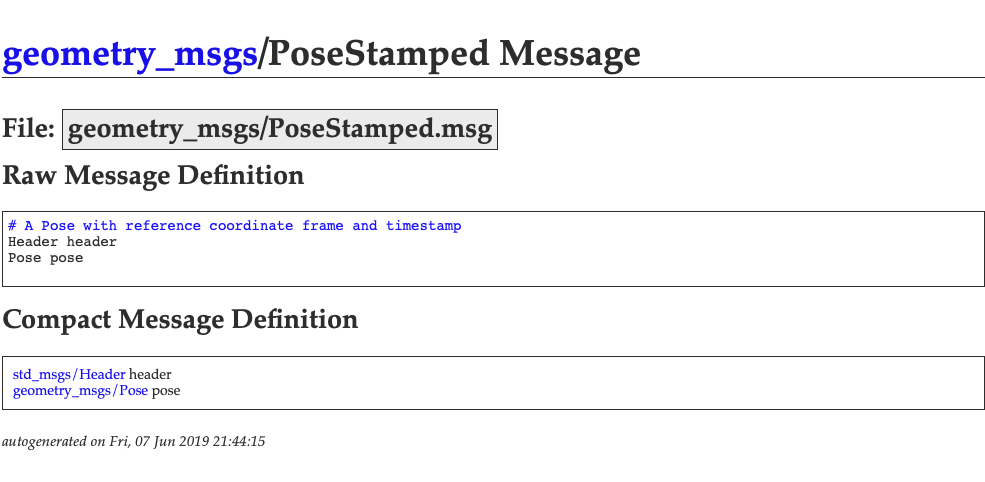 geometry_msgs/PoseStamped Message
File: geometry_msgs/PoseStamped.msg
Raw Message Definition
# A Pose with reference coordinate frame and timestamp
Header header
Pose pose
Compact Message Definition
std_msgs/Header header
geometry_msgs/Pose pose
autogenerated on Fri, 07 Jun 2019 21:44:15